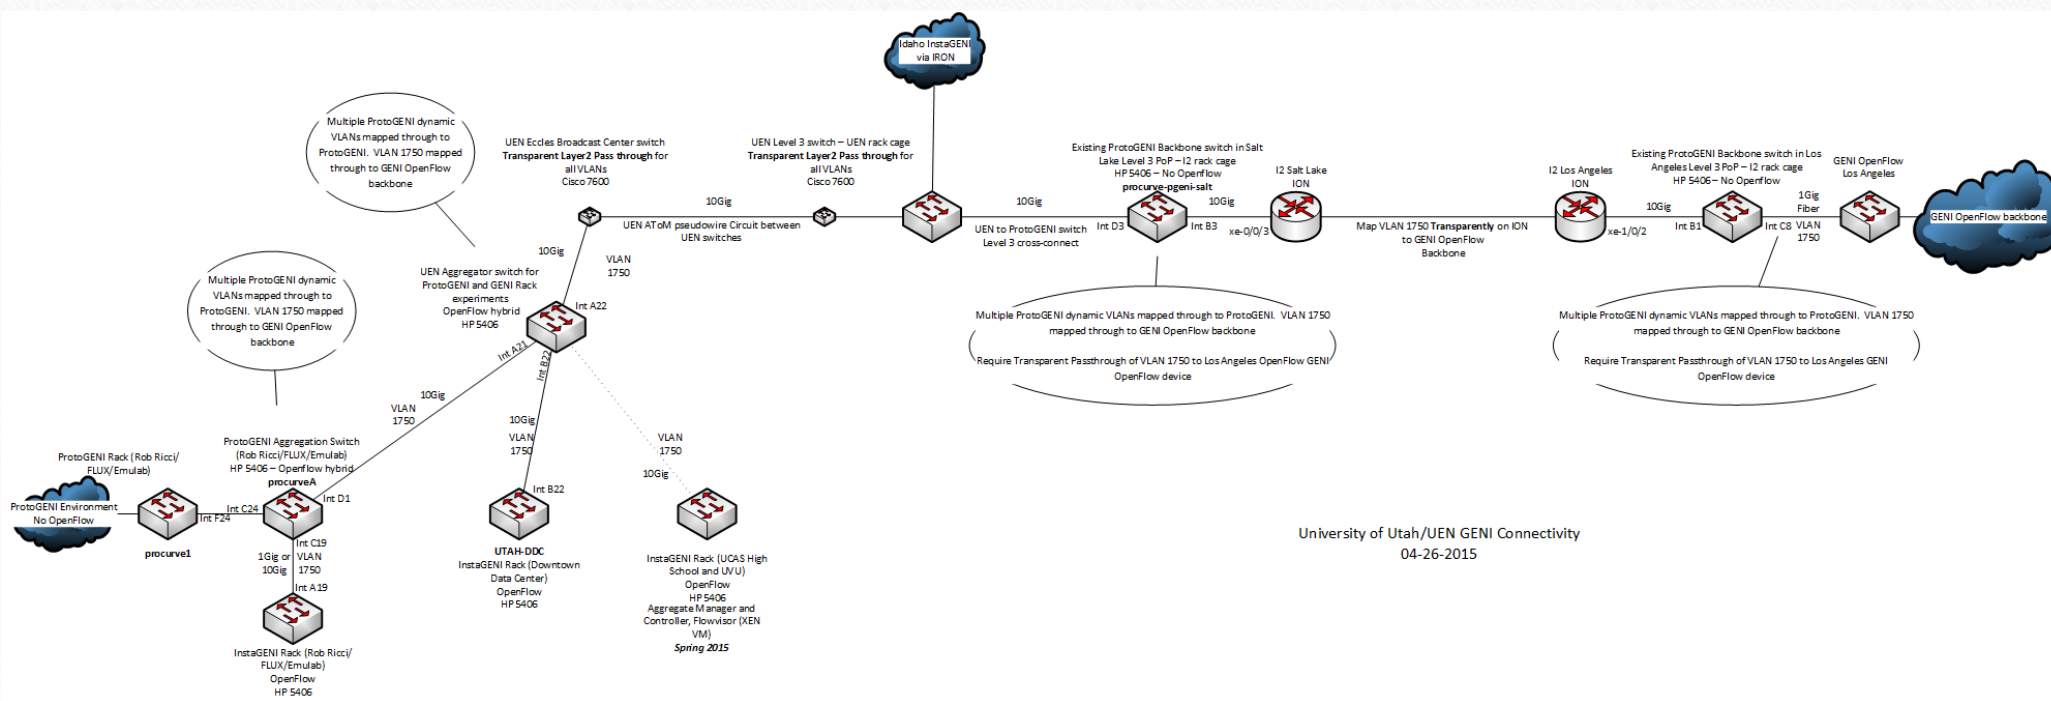 Idaho InstaGENI
via IRON
Multiple ProtoGENI dynamic
VLANs mapped through to
ProtoGENI. VLAN 1750 mapped
through to GENI OpenFlow
backbone
UEN Eccles Broadcast Center switch
Transparent Layer2 Pass through for
all VLANs
Cisco 7600
UEN Level 3 switch – UEN rack cage
Transparent Layer2 Pass through for
all VLANs
Cisco 7600
Existing ProtoGENI Backbone switch in Salt
Lake Level 3 PoP – I2 rack cage
HP 5406 – No Openflow
procurve-pgeni-salt
I2 Salt Lake
ION
I2 Los Angeles
ION
Existing ProtoGENI Backbone switch in Los
Angeles Level 3 PoP – I2 rack cage
HP 5406 – No Openflow
GENI OpenFlow
Los Angeles
10Gig
UEN AToM pseudowire Circuit between
UEN switches
10Gig
UEN to ProtoGENI switch
Level 3 cross-connect
Int D3
10Gig
Int B3
xe-0/0/3
Map VLAN 1750 Transparently on ION
to GENI OpenFlow
Backbone
xe-1/0/2
10Gig
Int B1
1Gig
Fiber
Int C8
VLAN
1750
GENI OpenFlow backbone
10Gig
VLAN
1750
UEN Aggregator switch for
ProtoGENI and GENI Rack
experiments
OpenFlow hybrid
HP 5406
Int A22
Int A21
Int B22
Multiple ProtoGENI dynamic
VLANs mapped through to
ProtoGENI. VLAN 1750 mapped
through to GENI OpenFlow
backbone
Multiple ProtoGENI dynamic VLANs mapped through to ProtoGENI. VLAN 1750
mapped through to GENI OpenFlow backbone
Require Transparent Passthrough of VLAN 1750 to Los Angeles OpenFlow GENI
OpenFlow device
Multiple ProtoGENI dynamic VLANs mapped through to ProtoGENI. VLAN 1750
mapped through to GENI OpenFlow backbone
Require Transparent Passthrough of VLAN 1750 to Los Angeles GENI
OpenFlow device
10Gig
VLAN
1750
10Gig
VLAN
1750
VLAN
1750
10Gig
ProtoGENI Aggregation Switch
(Rob Ricci/FLUX/Emulab)
HP 5406 – Openflow hybrid
procurveA
ProtoGENI Rack (Rob Ricci/
FLUX/Emulab)
ProtoGENI Environment
No OpenFlow
Int F24
procurve1
Int C24
Int D1
Int C19
1Gig or
10Gig
VLAN
1750
Int A19
InstaGENI Rack (Rob Ricci/
FLUX/Emulab)
OpenFlow
HP 5406
Int B22
UTAH-DDC
InstaGENI Rack (Downtown
Data Center)
OpenFlow
HP 5406
InstaGENI Rack (UCAS High
School and UVU)
OpenFlow
HP 5406
Aggregate Manager and
Controller, Flowvisor (XEN
VM)
Spring 2015
University of Utah/UEN GENI Connectivity
04-26-2015